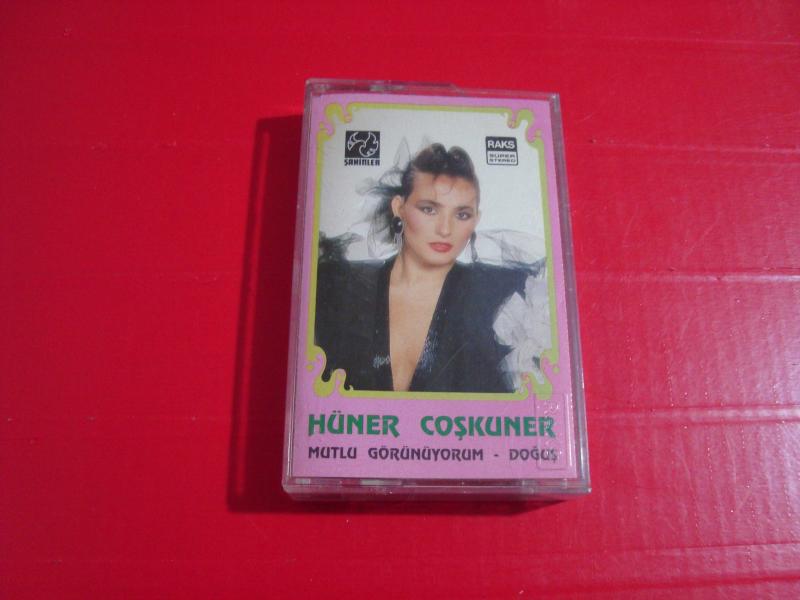 ŞAHİNLER
RAKS
SUPER
STEREO
HÜNER COŞKUNER
MUTLU GÖRÜNÜYORUM - DOĞUŞ